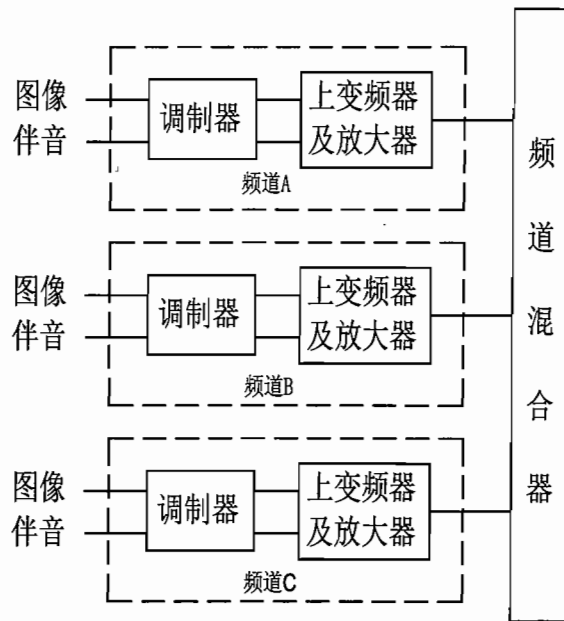 图像
伴音
调制器
上变频器
及放大器
频道A
图像
伴音
调制器
上变频器
及放大器
频道B
图像
伴音
调制器
上变频器
及放大器
频道C
频
道
混
合
器